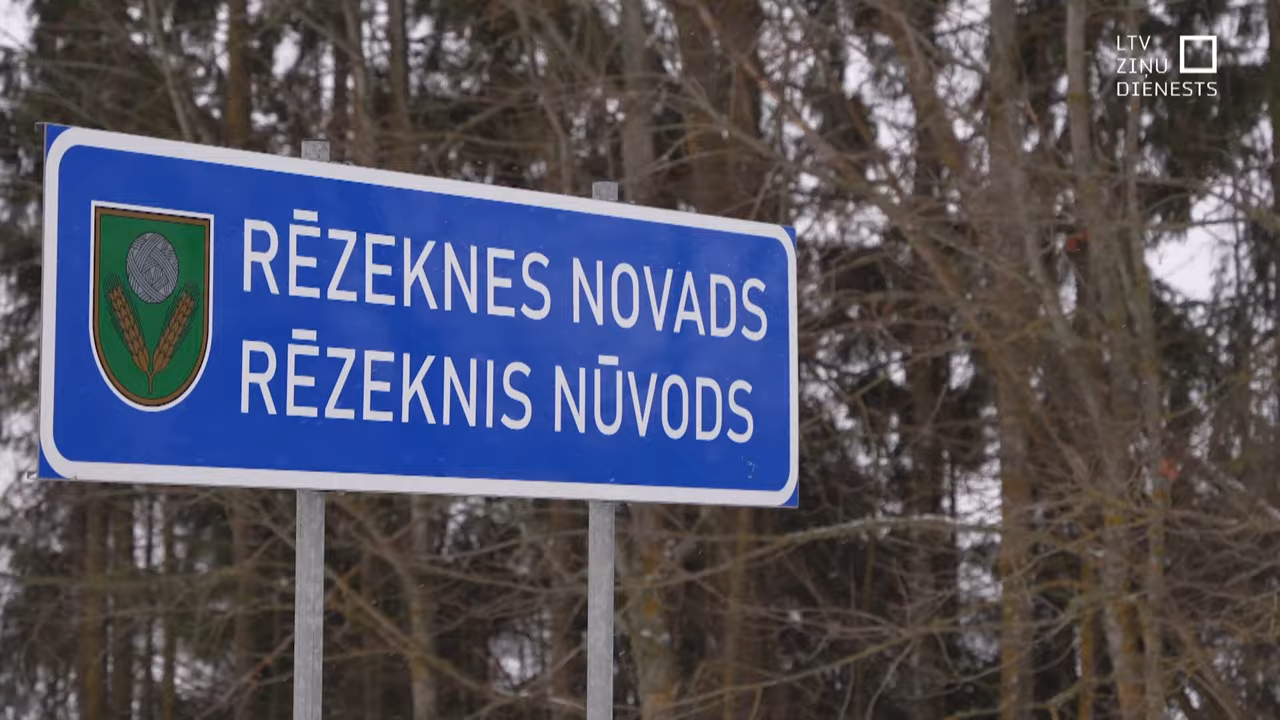 LTV
ZIŅU
DIENESTS
RĒZEKNES NOVADS
RĒZEKNIS NŪVODS